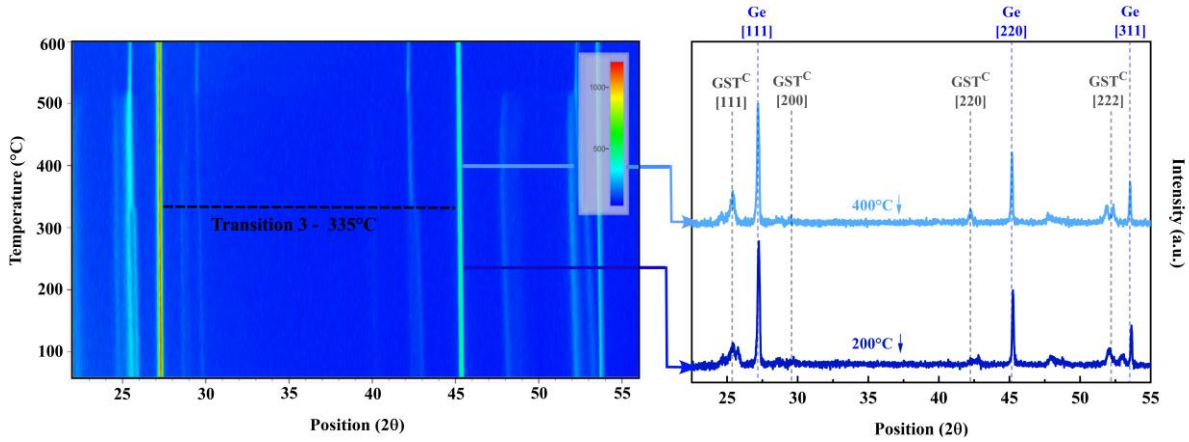 600
500
400
300
200
100
Temperature (°C)
1000
500
Transition 3 - 335°C
25
30
35
40
45
50
55
Position (2θ)
Ge
[111]
Ge
[220]
Ge
[311]
GST^C
[111]
GST^C
[200]
GST^C
[220]
GST^C
[222]
400°C ↓
200°C ↓
25
30
35
40
45
50
55
Position (2θ)
Intensity (a.u.)